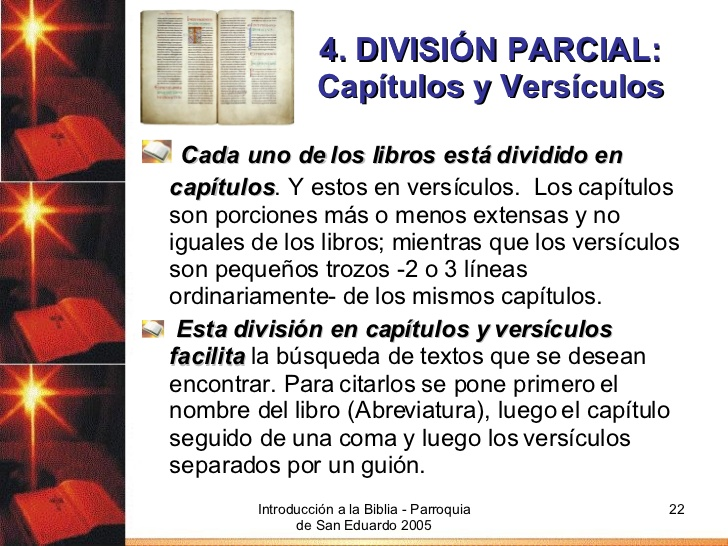 4. DIVISIÓN PARCIAL:
Capítulos y Versículos
Cada uno de los libros está dividido en
capítulos. Y estos en versículos.  Los capítulos
son porciones más o menos extensas y no
iguales de los libros; mientras que los versículos
son pequeños trozos -2 o 3 líneas
ordinariamente- de los mismos capítulos.
Esta división en capítulos y versículos
facilita la búsqueda de textos que se desean
encontrar. Para citarlos se pone primero el
nombre del libro (Abreviatura), luego el capítulo
seguido de una coma y luego los versículos
separados por un guión.
Introducción a la Biblia - Parroquia
de San Eduardo 2005
22